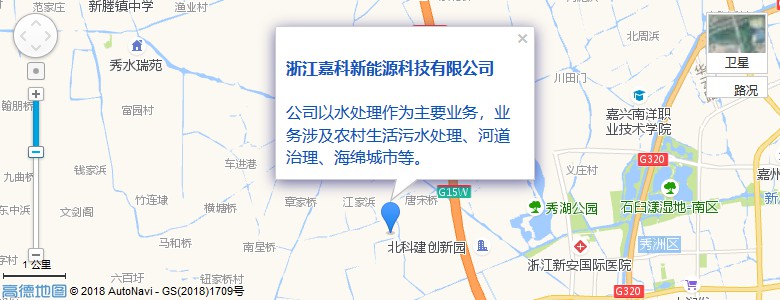 范家庄
新塍镇中学
渔业村
秀水瑞苑
翰朋桥
富园村
钱家浜
九曲桥
车进港
东中浜
文剑阁
竹连埭
横塘桥
章家桥
江家浜
唐宋桥
马和桥
南星桥
六百圩
钮家桥村
浙江嘉科新能源科技有限公司
公司以水处理作为主要业务，业
务涉及农村生活污水处理、河道
治理、海绵城市等。
G15W
北科建创新园
北周浜
川田门
嘉兴南洋职
业技术学院
G320
义庄村
秀湖公园
石臼漾湿地-南区
嘉州
秀洲区
浙江新安国际医院
G320
卫星
路况
1 公里
高德地图
© 2018 AutoNavi - GS(2018)1709号